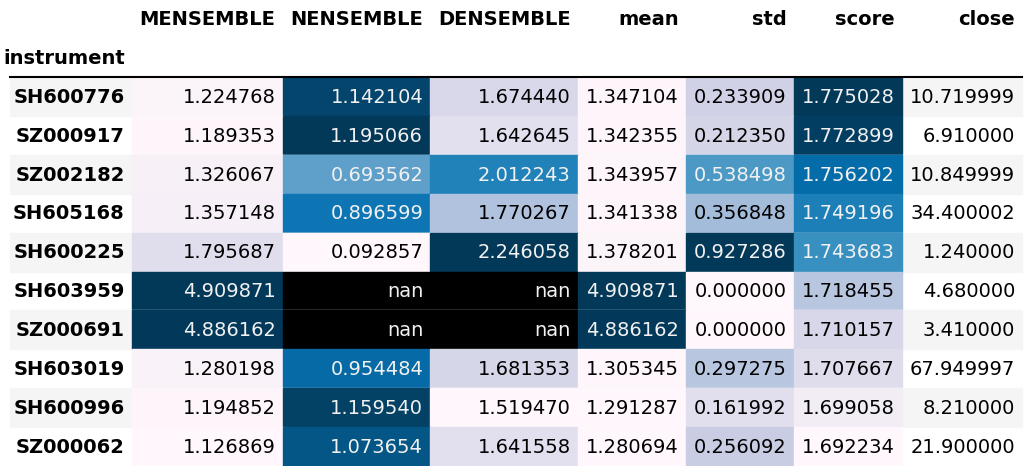 MENSEMBLE NENSEMBLE DENSEMBLE mean std score close
instrument
SH600776 1.224768 1.142104 1.674440 1.347104 0.233909 1.775028 10.719999
SZ000917 1.189353 1.195066 1.642645 1.342355 0.212350 1.772899 6.910000
SZ002182 1.326067 0.693562 2.012243 1.343957 0.538498 1.756202 10.849999
SH605168 1.357148 0.896599 1.770267 1.341338 0.356848 1.749196 34.400002
SH600225 1.795687 0.092857 2.246058 1.378201 0.927286 1.743683 1.240000
SH603959 4.909871 nan nan 4.909871 0.000000 1.718455 4.680000
SZ000691 4.886162 nan nan 4.886162 0.000000 1.710157 3.410000
SH603019 1.280198 0.954484 1.681353 1.305345 0.297275 1.707667 67.949997
SH600996 1.194852 1.159540 1.519470 1.291287 0.161992 1.699058 8.210000
SZ000062 1.126869 1.073654 1.641558 1.280694 0.256092 1.692234 21.900000